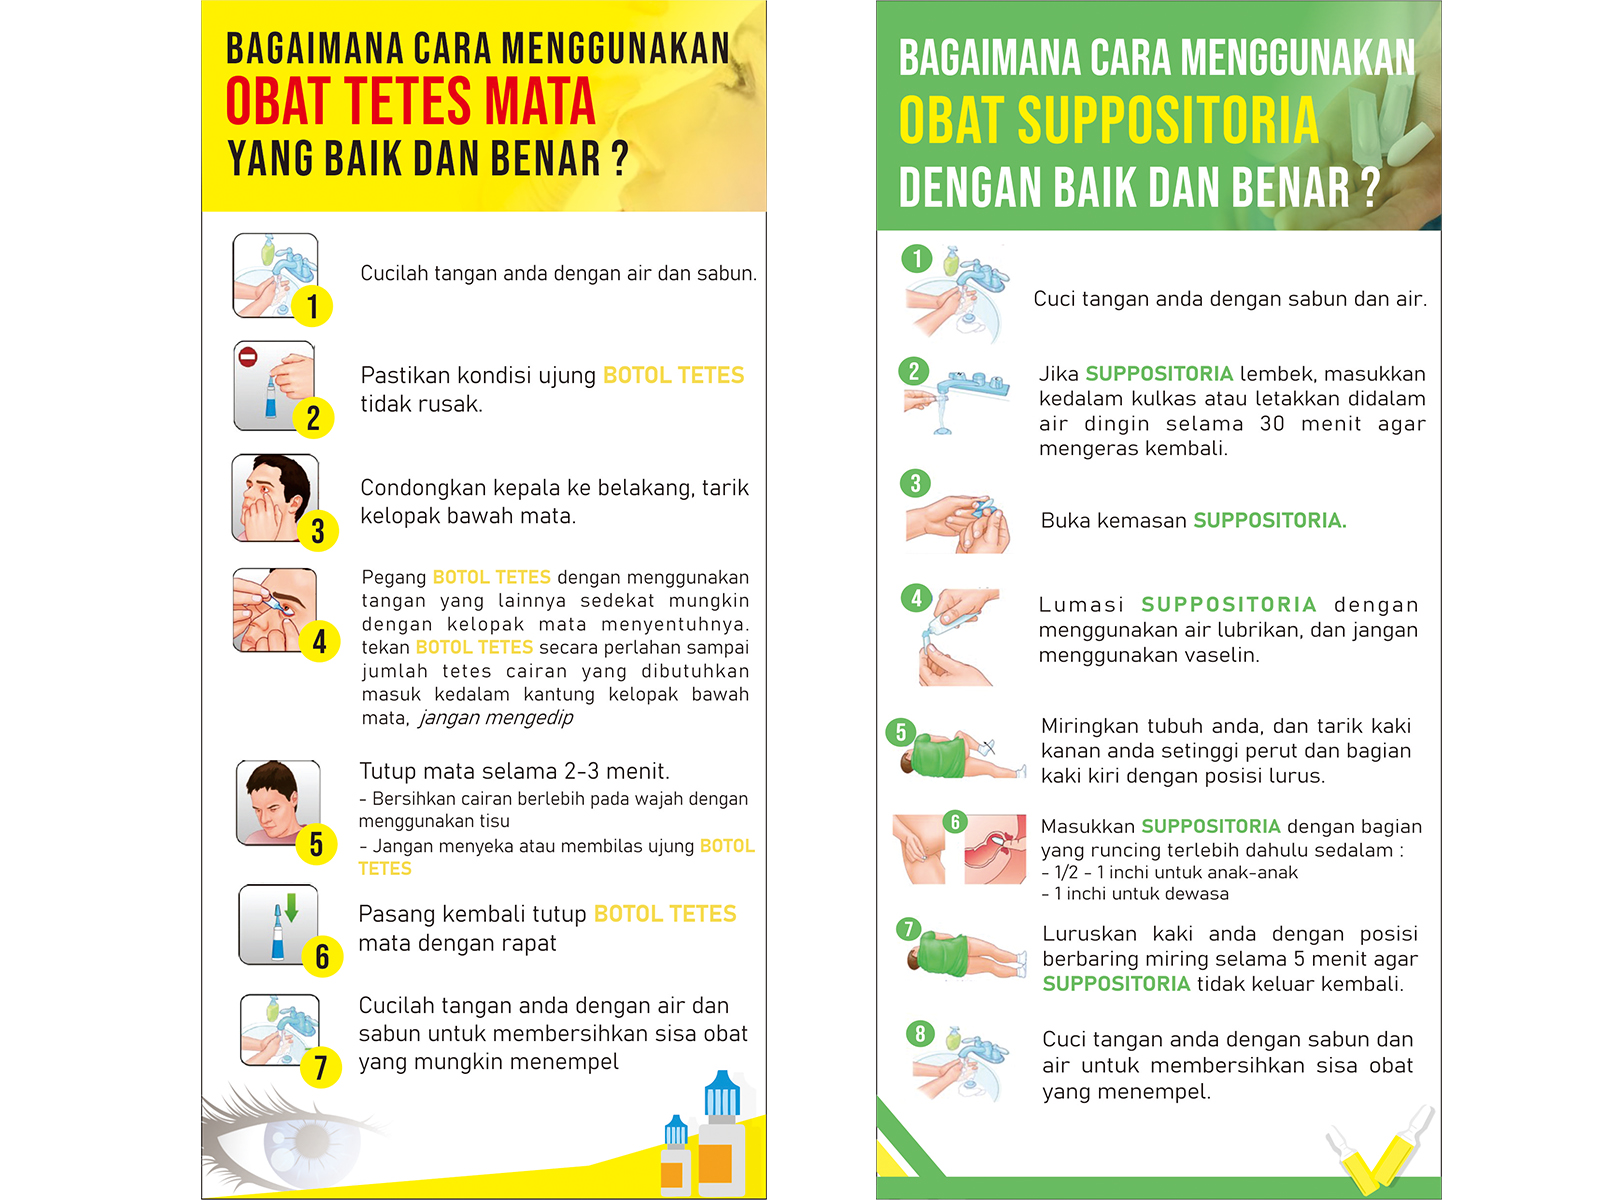 BAGAIMANA CARA MENGGUNAKAN
OBAT TETES MATA
YANG BAIK DAN BENAR ?
1
Cucilah tangan anda dengan air dan sabun.
2
Pastikan kondisi ujung BOTOL TETES
tidak rusak.
3
Condongkan kepala ke belakang, tarik
kelopak bawah mata.
4
Pegang BOTOL TETES dengan menggunakan
tangan yang lainnya sedekat mungkin
dengan kelopak mata menyentuhnya.
tekan BOTOL TETES secara perlahan sampai
jumlah tetes cairan yang dibutuhkan
masuk kedalam kantung kelopak bawah
mata, jangan mengedip
5
Tutup mata selama 2-3 menit.
- Bersihkan cairan berlebih pada wajah dengan
menggunakan tisu
- Jangan menyeka atau membilas ujung BOTOL
TETES
6
Pasang kembali tutup BOTOL TETES
mata dengan rapat
7
Cucilah tangan anda dengan air dan
sabun untuk membersihkan sisa obat
yang mungkin menempel
BAGAIMANA CARA MENGGUNAKAN
OBAT SUPPOSITORIA
DENGAN BAIK DAN BENAR ?
1
Cuci tangan anda dengan sabun dan air.
2
Jika SUPPOSITORIA lembek, masukkan
kedalam kulkas atau letakkan didalam
air dingin selama 30 menit agar
mengeras kembali.
3
Buka kemasan SUPPOSITORIA.
4
Lumasi SUPPOSITORIA dengan
menggunakan air lubrikan, dan jangan
menggunakan vaselin.
5
Miringkan tubuh anda, dan tarik kaki
kanan anda setinggi perut dan bagian
kaki kiri dengan posisi lurus.
6
Masukkan SUPPOSITORIA dengan bagian
yang runcing terlebih dahulu sedalam :
- 1/2 - 1 inchi untuk anak-anak
- 1 inchi untuk dewasa
7
Luruskan kaki anda dengan posisi
berbaring miring selama 5 menit agar
SUPPOSITORIA tidak keluar kembali.
8
Cuci tangan anda dengan sabun dan
air untuk membersihkan sisa obat
yang menempel.